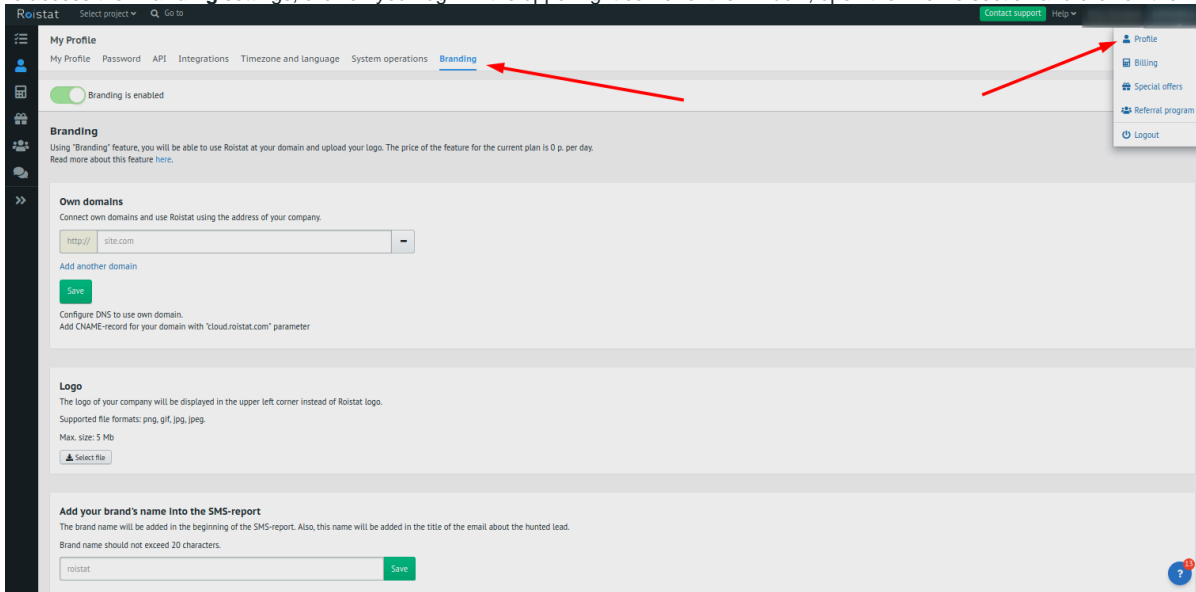 Roistat Select project Go to Contact support Help
My Profile
My Profile Password API Integrations Timezone and language System operations Branding
Profile
Billing
Special offers
Referral program
Logout
Branding is enabled
Branding
Using "Branding" feature, you will be able to use Roistat at your domain and upload your logo. The price of the feature for the current plan is 0 p. per day.
Read more about this feature here.
Own domains
Connect own domains and use Roistat using the address of your company.
http:// site.com
Add another domain
Save
Configure DNS to use own domain.
Add CNAME-record for your domain with "cloud.roistat.com" parameter
Logo
The logo of your company will be displayed in the upper left corner instead of Roistat logo.
Supported file formats: png, gif, jpg, jpeg.
Max. size: 5 Mb
Select file
Add your brand's name into the SMS-report
The brand name will be added in the beginning of the SMS-report. Also, this name will be added in the title of the email about the hunted lead.
Brand name should not exceed 20 characters.
roistat Save
? 13